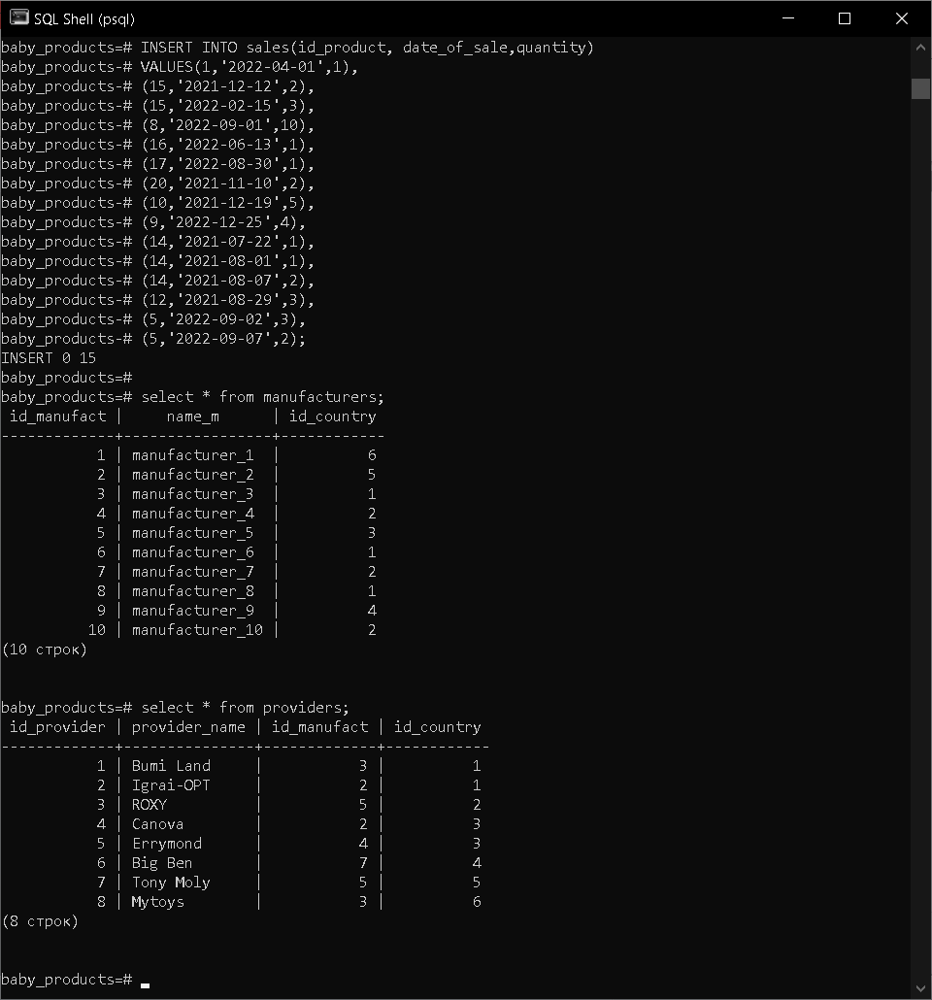 SQL Shell (psql)
baby_products=# INSERT INTO sales(id_product, date_of_sale,quantity)
baby_products-# VALUES(1,'2022-04-01',1),
baby_products-# (15,'2021-12-12',2),
baby_products-# (15,'2022-02-15',3),
baby_products-# (8,'2022-09-01',10),
baby_products-# (16,'2022-06-13',1),
baby_products-# (17,'2022-08-30',1),
baby_products-# (20,'2021-11-10',2),
baby_products-# (10,'2021-12-19',5),
baby_products-# (9,'2022-12-25',4),
baby_products-# (14,'2021-07-22',1),
baby_products-# (14,'2021-08-01',1),
baby_products-# (14,'2021-08-07',2),
baby_products-# (12,'2021-08-29',3),
baby_products-# (5,'2022-09-02',3),
baby_products-# (5,'2022-09-07',2);
INSERT 0 15
baby_products=#
baby_products=# select * from manufacturers;
 id_manufact |     name_m      | id_country
-------------+-----------------+------------
           1 | manufacturer_1  |          6
           2 | manufacturer_2  |          5
           3 | manufacturer_3  |          1
           4 | manufacturer_4  |          2
           5 | manufacturer_5  |          3
           6 | manufacturer_6  |          1
           7 | manufacturer_7  |          2
           8 | manufacturer_8  |          1
           9 | manufacturer_9  |          4
          10 | manufacturer_10 |          2
(10 строк)
baby_products=# select * from providers;
 id_provider | provider_name | id_manufact | id_country
-------------+---------------+-------------+------------
           1 | Bumi Land     |           3 |          1
           2 | Igrai-OPT     |           2 |          1
           3 | ROXY          |           5 |          2
           4 | Canova        |           2 |          3
           5 | Errymond      |           4 |          3
           6 | Big Ben       |           7 |          4
           7 | Tony Moly     |           5 |          5
           8 | Mytoys        |           3 |          6
(8 строк)
baby_products=#